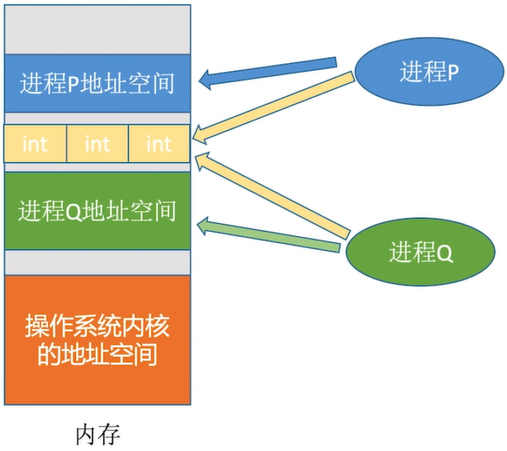 进程P地址空间
进程P
int int int
进程Q地址空间
进程Q
操作系统内核
的地址空间
内存